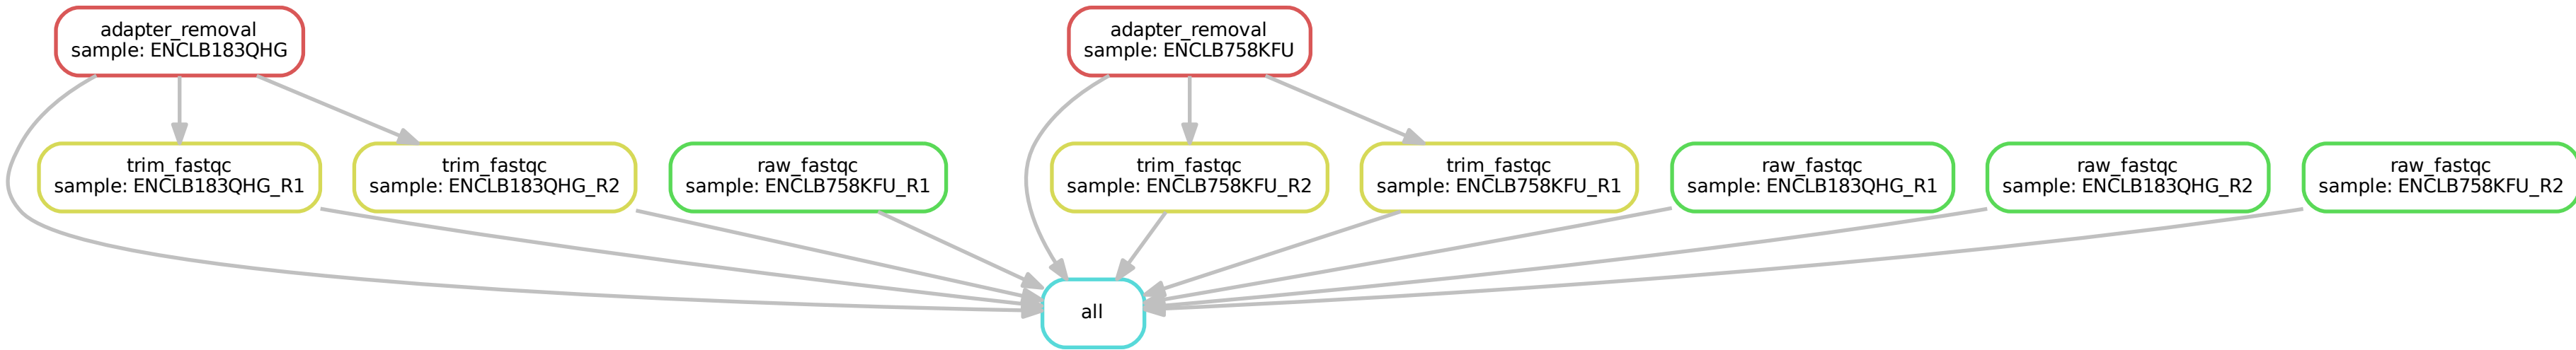 adapter_removal
sample: ENCLB183QHG
adapter_removal
sample: ENCLB758KFU
trim_fastqc
sample: ENCLB183QHG_R1
trim_fastqc
sample: ENCLB183QHG_R2
raw_fastqc
sample: ENCLB758KFU_R1
trim_fastqc
sample: ENCLB758KFU_R2
trim_fastqc
sample: ENCLB758KFU_R1
raw_fastqc
sample: ENCLB183QHG_R1
raw_fastqc
sample: ENCLB183QHG_R2
raw_fastqc
sample: ENCLB758KFU_R2
all